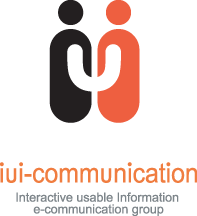 iui-communication
Interactive usable Information
e-communication group